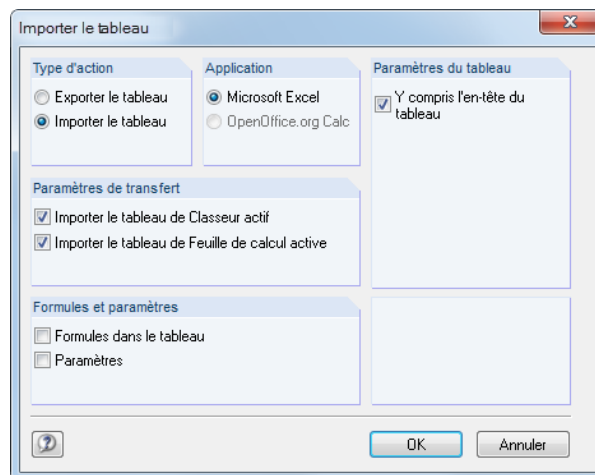 Importer le tableau
Type d'action
Exporter le tableau
Importer le tableau
Application
Microsoft Excel
OpenOffice.org Calc
Paramètres du tableau
Y compris l'en-tête du
tableau
Paramètres de transfert
Importer le tableau de Classeur actif
Importer le tableau de Feuille de calcul active
Formules et paramètres
Formules dans le tableau
Paramètres
OK
Annuler